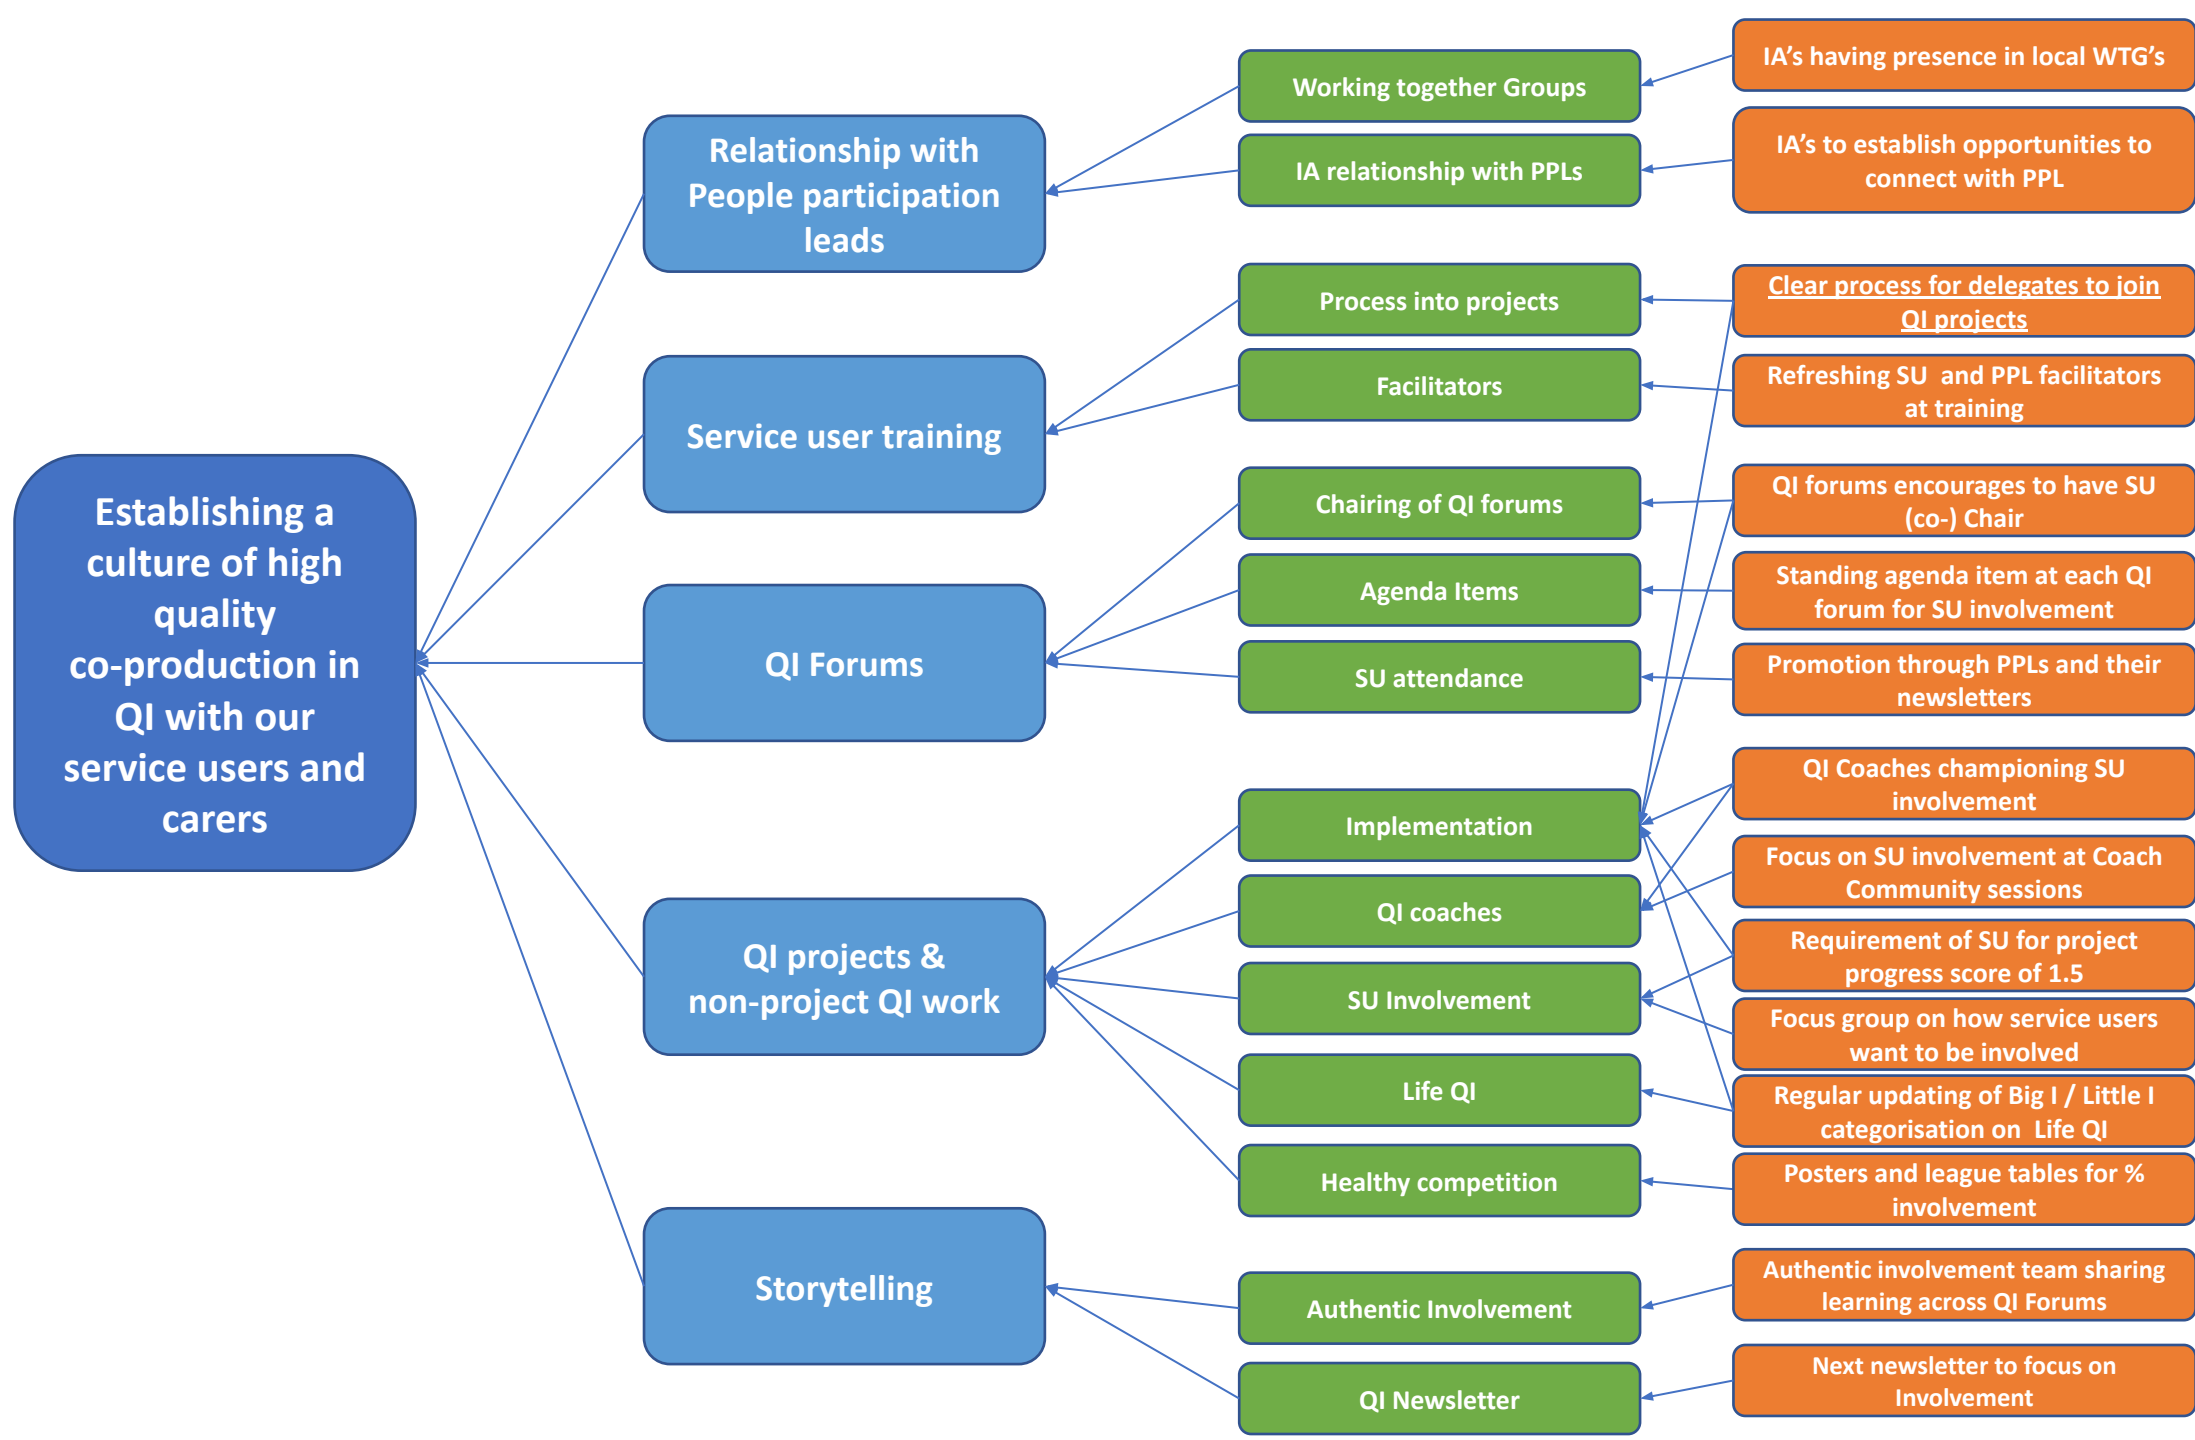 Establishing a
culture of high
quality
co-production in
QI with our
service users and
carers
Relationship with
People participation
leads
Service user training
QI Forums
QI projects &
non-project QI work
Storytelling
Working together Groups
IA relationship with PPLs
Process into projects
Facilitators
Chairing of QI forums
Agenda Items
SU attendance
Implementation
QI coaches
SU Involvement
Life QI
Healthy competition
Authentic Involvement
QI Newsletter
IA’s having presence in local WTG’s
IA’s to establish opportunities to
connect with PPL
Clear process for delegates to join
QI projects
Refreshing SU  and PPL facilitators
at training
QI forums encourages to have SU
(co-) Chair
Standing agenda item at each QI
forum for SU involvement
Promotion through PPLs and their
newsletters
QI Coaches championing SU
involvement
Focus on SU involvement at Coach
Community sessions
Requirement of SU for project
progress score of 1.5
Focus group on how service users
want to be involved
Regular updating of Big I / Little I
categorisation on  Life QI
Posters and league tables for %
involvement
Authentic involvement team sharing
learning across QI Forums
Next newsletter to focus on
Involvement